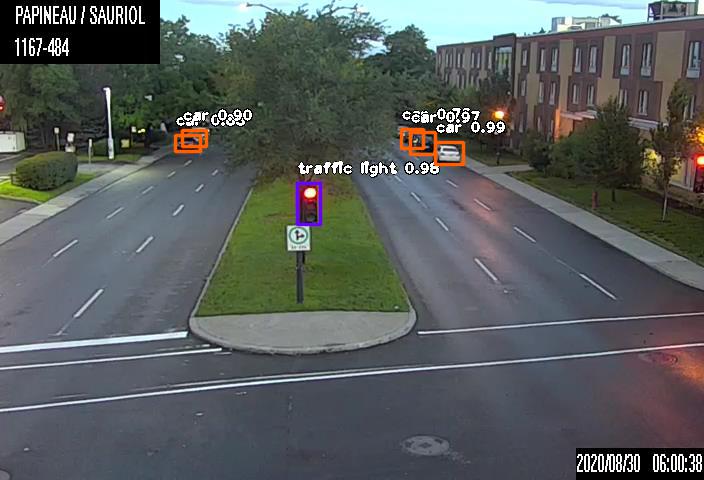 PAPINEAU / SAURIOL
1167-484
car 0.90
car 0.97
car 0.99
traffic light 0.96
2020/08/30 06:00:38